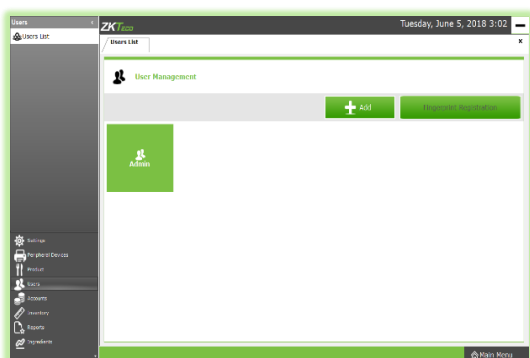 Users
Users List
ZKTeco
Tuesday, June 5, 2018 3:02
Users List
x
User Management
Add
Fingerprint Registration
Admin
Settings
Peripheral Devices
Product
Users
Accounts
Inventory
Reports
Ingredients
Main Menu